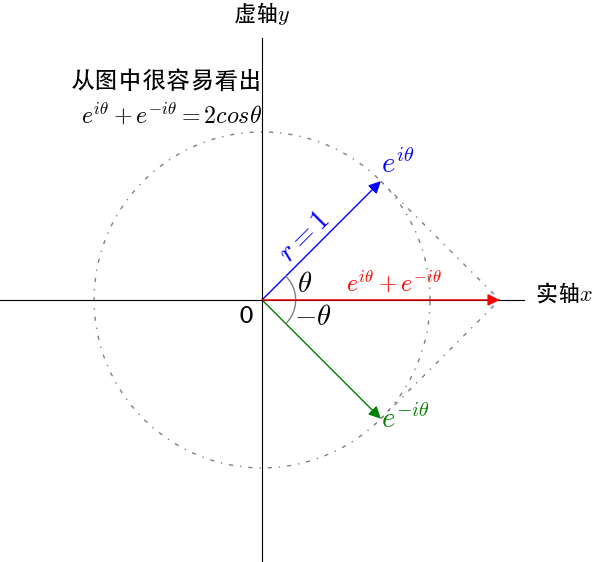 虚轴y
从图中很容易看出
e^{iθ} + e^{-iθ} = 2cosθ
e^{iθ}
r = 1
θ
e^{iθ} + e^{-iθ}
实轴x
0
-θ
e^{-iθ}